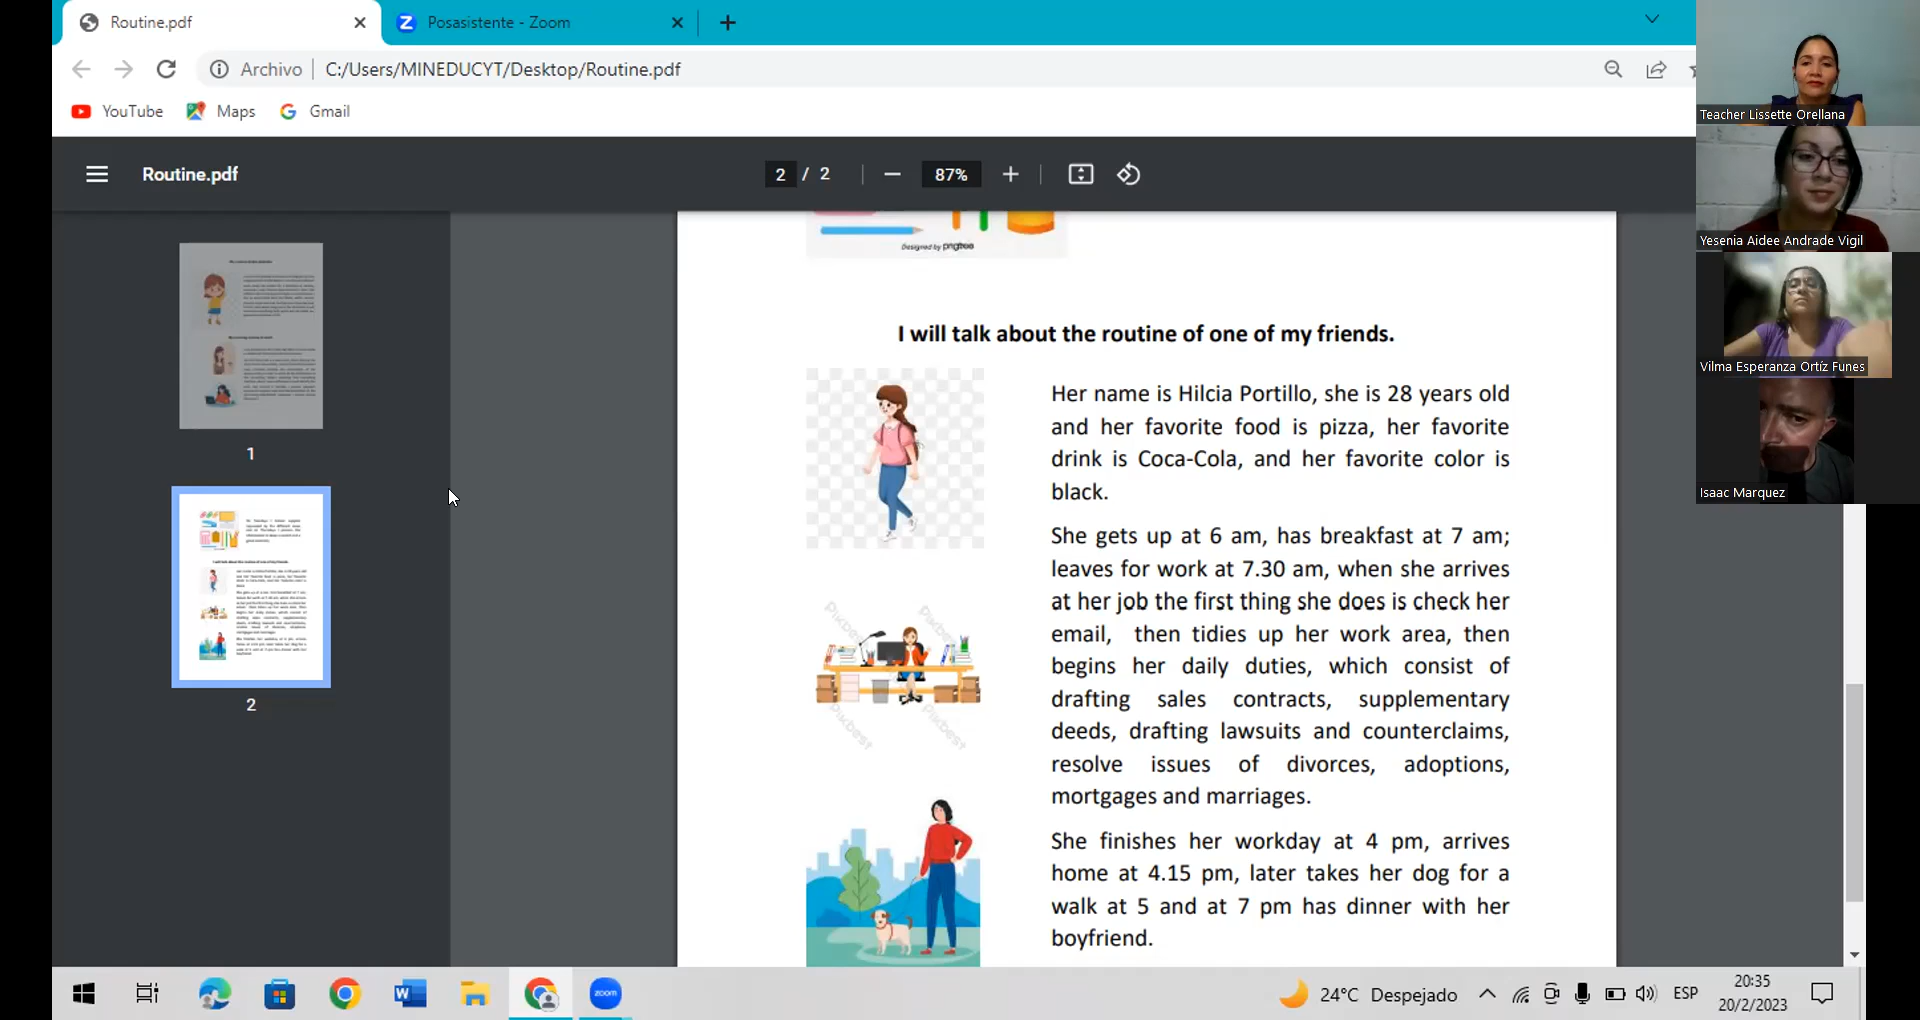 Routine.pdf
Posasistente - Zoom
Archivo
C:/Users/MINEDUCYT/Desktop/Routine.pdf
YouTube
Maps
Gmail
Routine.pdf
2 / 2
87%
Designed by pngtree
I will talk about the routine of one of my friends.
Her name is Hilcia Portillo, she is 28 years old
and her favorite food is pizza, her favorite
drink is Coca-Cola, and her favorite color is
black.
She gets up at 6 am, has breakfast at 7 am;
leaves for work at 7.30 am, when she arrives
at her job the first thing she does is check her
email, then tidies up her work area, then
begins her daily duties, which consist of
drafting sales contracts, supplementary
deeds, drafting lawsuits and counterclaims,
resolve issues of divorces, adoptions,
mortgages and marriages.
She finishes her workday at 4 pm, arrives
home at 4.15 pm, later takes her dog for a
walk at 5 and at 7 pm has dinner with her
boyfriend.
Pixbest
Pixbest
Pixbest
Pixbest
1
2
Teacher Lissette Orellana
Yesenia Aidee Andrade Vigil
Vilma Esperanza Ortíz Funes
Isaac Marquez
zoom
24°C Despejado
ESP
20:35
20/2/2023